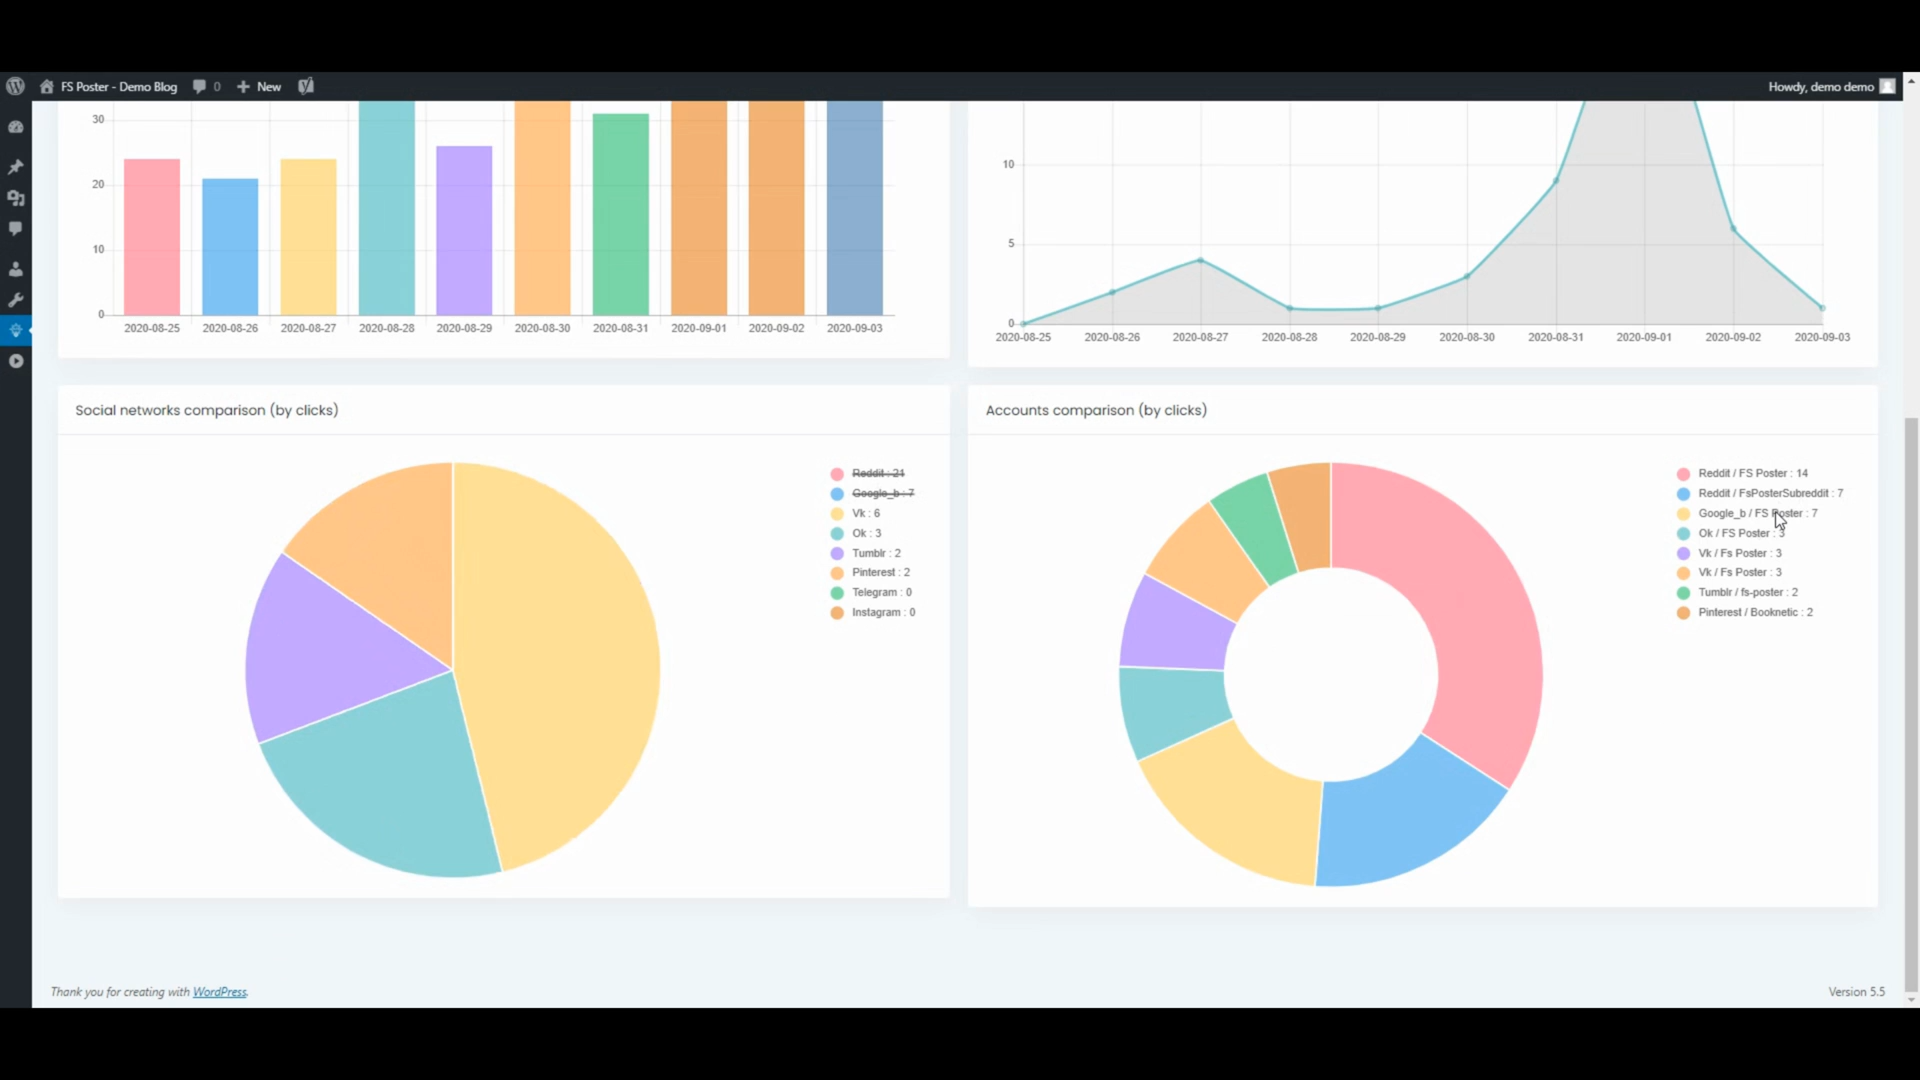 FS Poster - Demo Blog 0 New Howdy, demo demo
30
20
10
0
2020-08-25 2020-08-26 2020-08-27 2020-08-28 2020-08-29 2020-08-30 2020-08-31 2020-09-01 2020-09-02 2020-09-03
10
5
0
2020-08-25 2020-08-26 2020-08-27 2020-08-28 2020-08-29 2020-08-30 2020-08-31 2020-09-01 2020-09-02 2020-09-03
Social networks comparison (by clicks)
Reddit : 21
Google_b : 7
Vk : 6
Ok : 3
Tumblr : 2
Pinterest : 2
Telegram : 0
Instagram : 0
Accounts comparison (by clicks)
Reddit / FS Poster : 14
Reddit / FsPosterSubreddit : 7
Google_b / FS Poster : 7
Ok / FS Poster : 3
Vk / Fs Poster : 3
Vk / Fs Poster : 3
Tumblr / fs-poster : 2
Pinterest / Booknetic : 2
Thank you for creating with WordPress.
Version 5.5